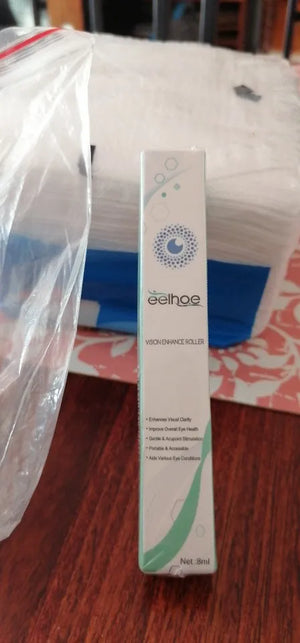 eelhoe
VISION ENHANCE ROLLER
• Enhances Visual Clarity
• Improve Overall Eye Health
• Gentle & Acupoint Stimulation
• Portable & Accessible
• Aids Various Eye Conditions
Net :8ml